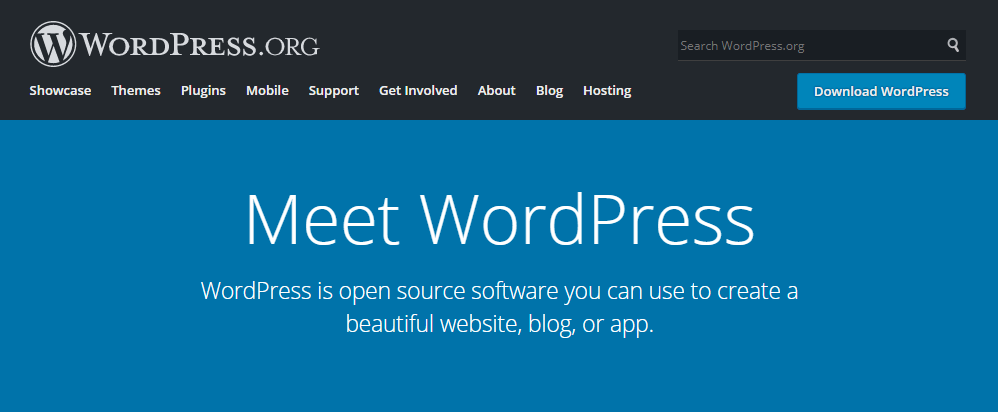 WORDPRESS.ORG
Search WordPress.org
Showcase Themes Plugins Mobile Support Get Involved About Blog Hosting
Download WordPress
Meet WordPress
WordPress is open source software you can use to create a
beautiful website, blog, or app.